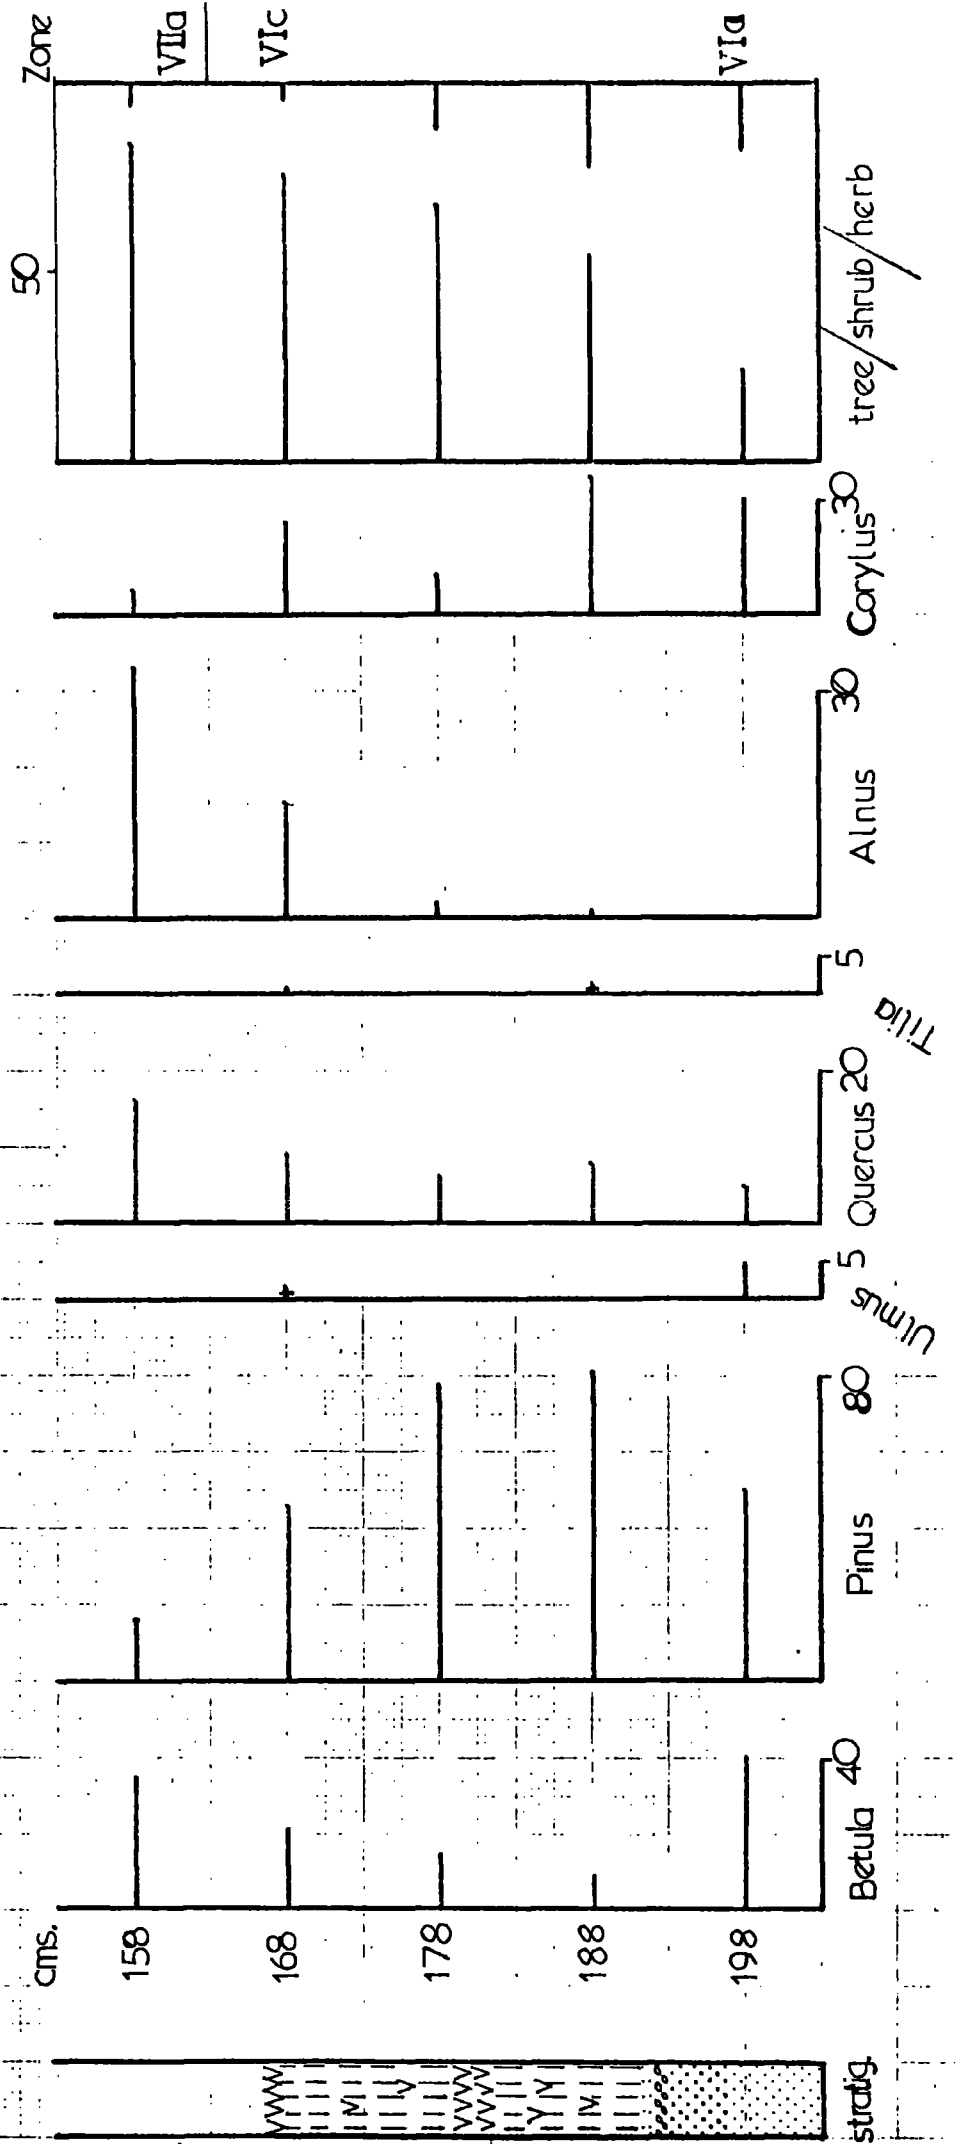 cms.
50
Zone
158
168
178
188
198
VIIa
VIc
VIa
stratig.
Betula 40
Pinus 80
Ulmus 5
Quercus 20
Tilia 5
Alnus 30
Corylus 30
tree/shrub/herb